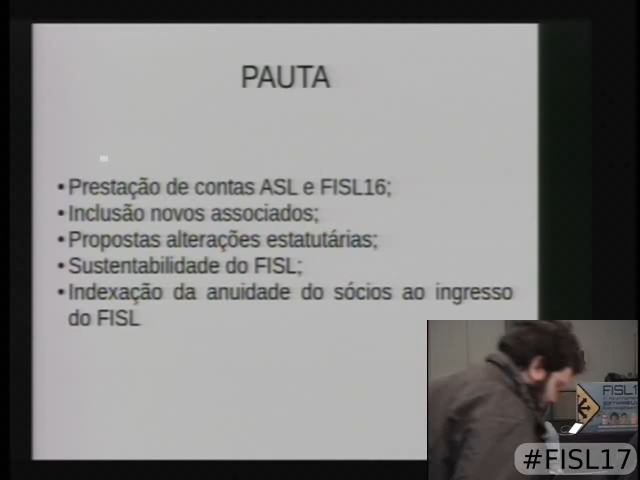 PAUTA
•Prestação de contas ASL e FISL16;
•Inclusão novos associados;
•Propostas alterações estatutárias;
•Sustentabilidade do FISL;
•Indexação da anuidade do sócios ao ingresso
do FISL
#FISL17